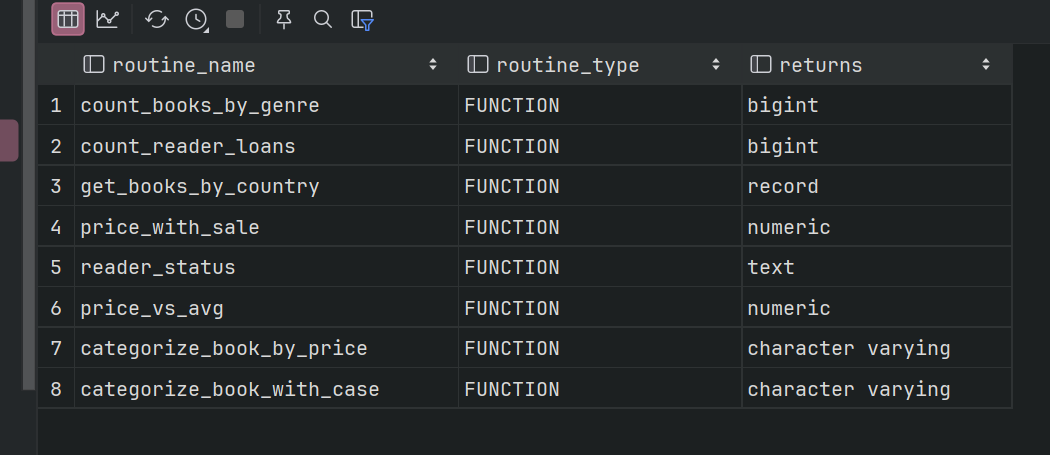 routine_name routine_type returns
1 count_books_by_genre FUNCTION bigint
2 count_reader_loans FUNCTION bigint
3 get_books_by_country FUNCTION record
4 price_with_sale FUNCTION numeric
5 reader_status FUNCTION text
6 price_vs_avg FUNCTION numeric
7 categorize_book_by_price FUNCTION character varying
8 categorize_book_with_case FUNCTION character varying